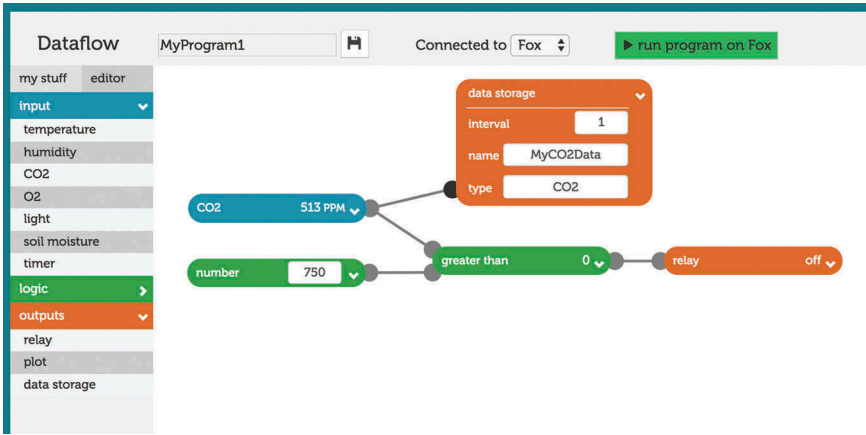 Dataflow
MyProgram1
Connected to Fox
run program on Fox
my stuff editor
input
temperature
humidity
CO2
O2
light
soil moisture
timer
logic
outputs
relay
plot
data storage
data storage
interval 1
name MyCO2Data
type CO2
CO2 513 PPM
number 750
greater than 0
relay off